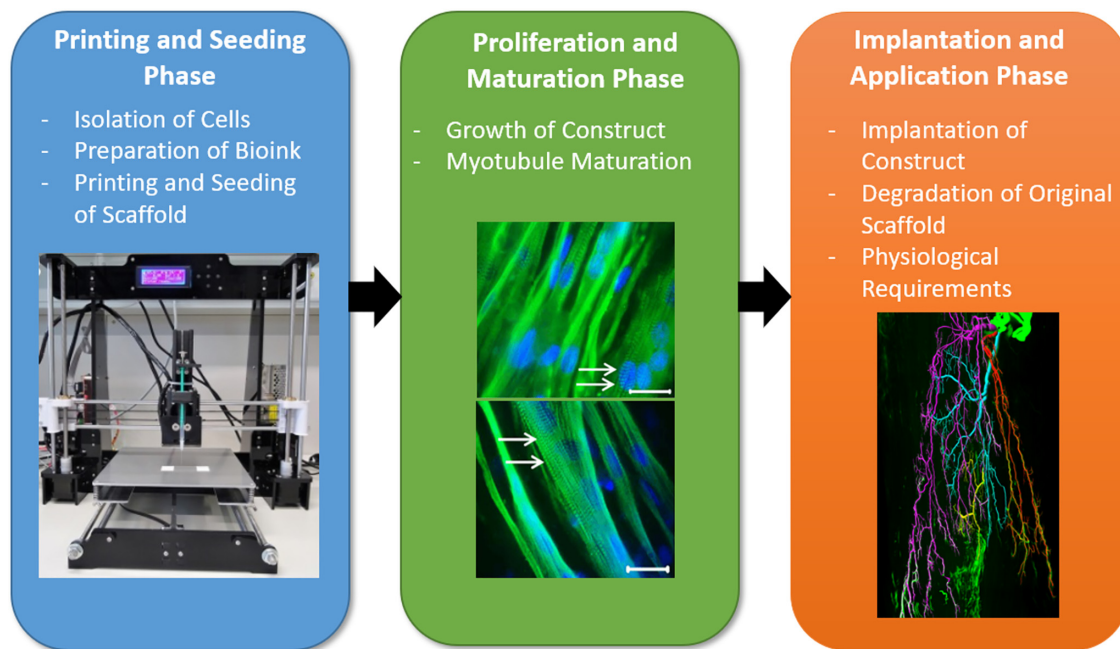 Printing and Seeding
Phase
- Isolation of Cells
- Preparation of Bioink
- Printing and Seeding
of Scaffold
Proliferation and
Maturation Phase
- Growth of Construct
- Myotubule Maturation
Implantation and
Application Phase
- Implantation of
Construct
- Degradation of Original
Scaffold
- Physiological
Requirements